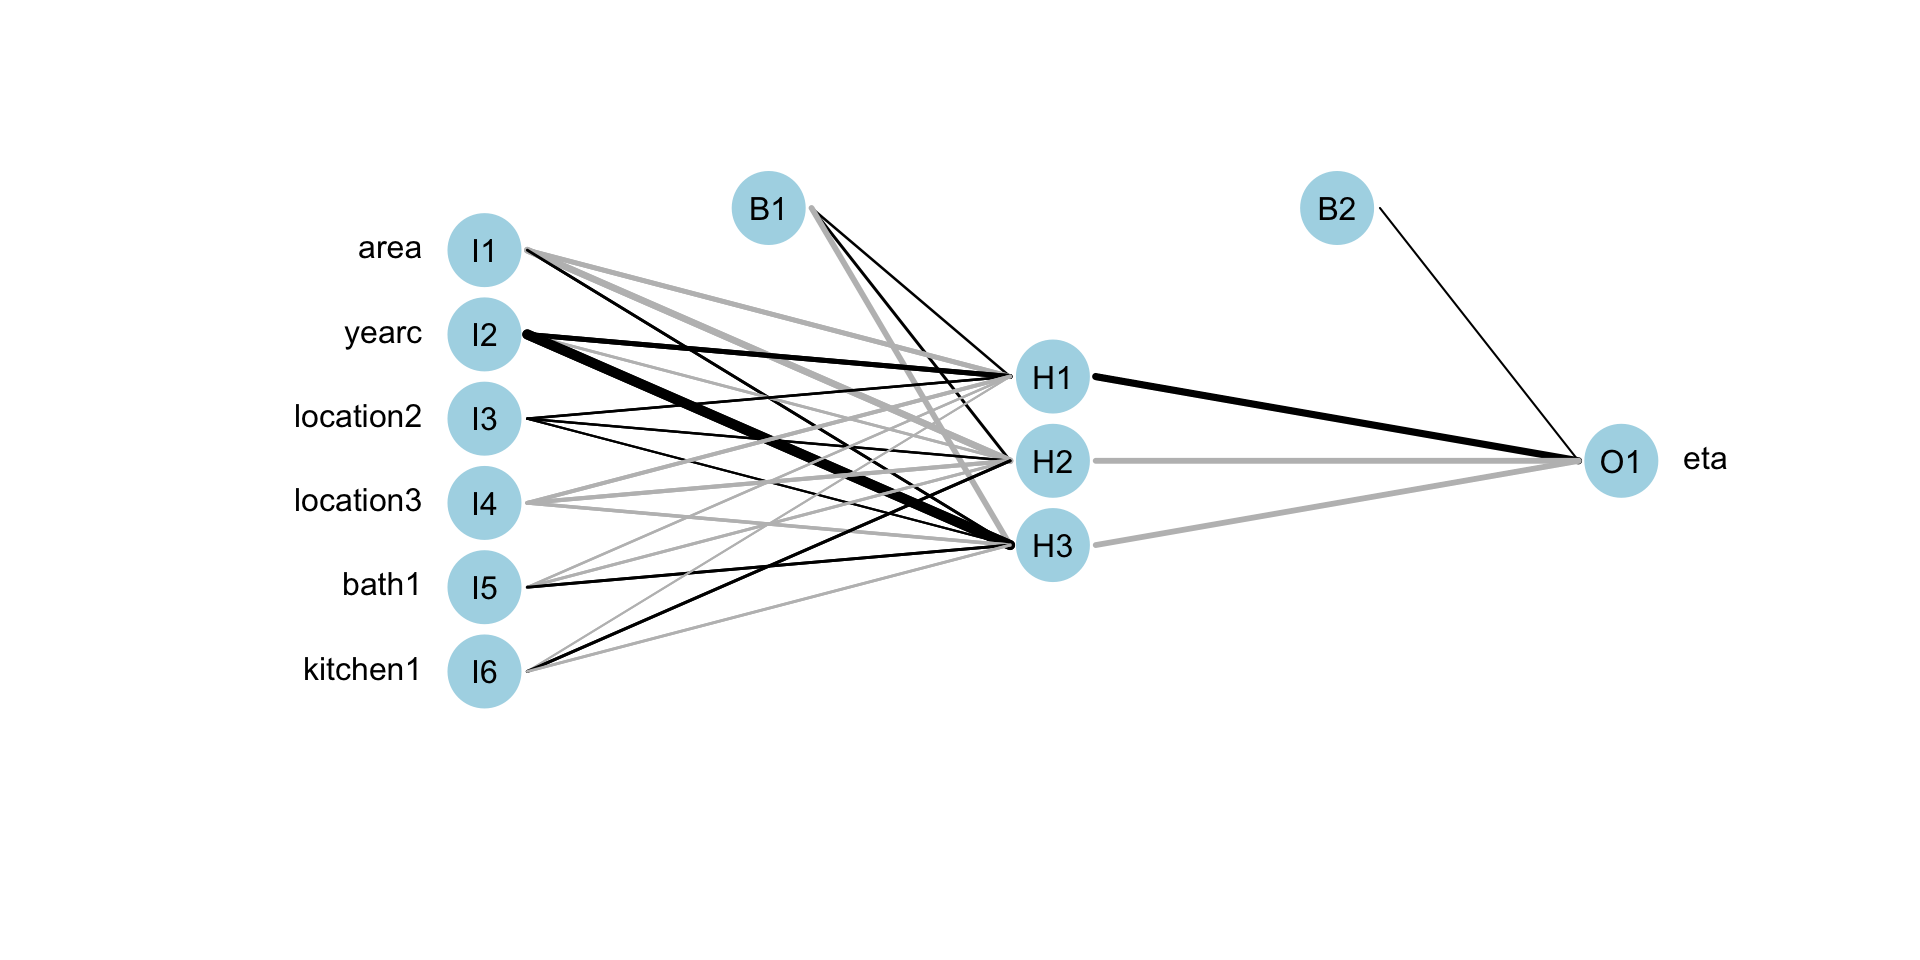 B1
B2
area I1
yearc I2
H1
location2 I3
H2
O1 eta
location3 I4
H3
bath1 I5
kitchen1 I6